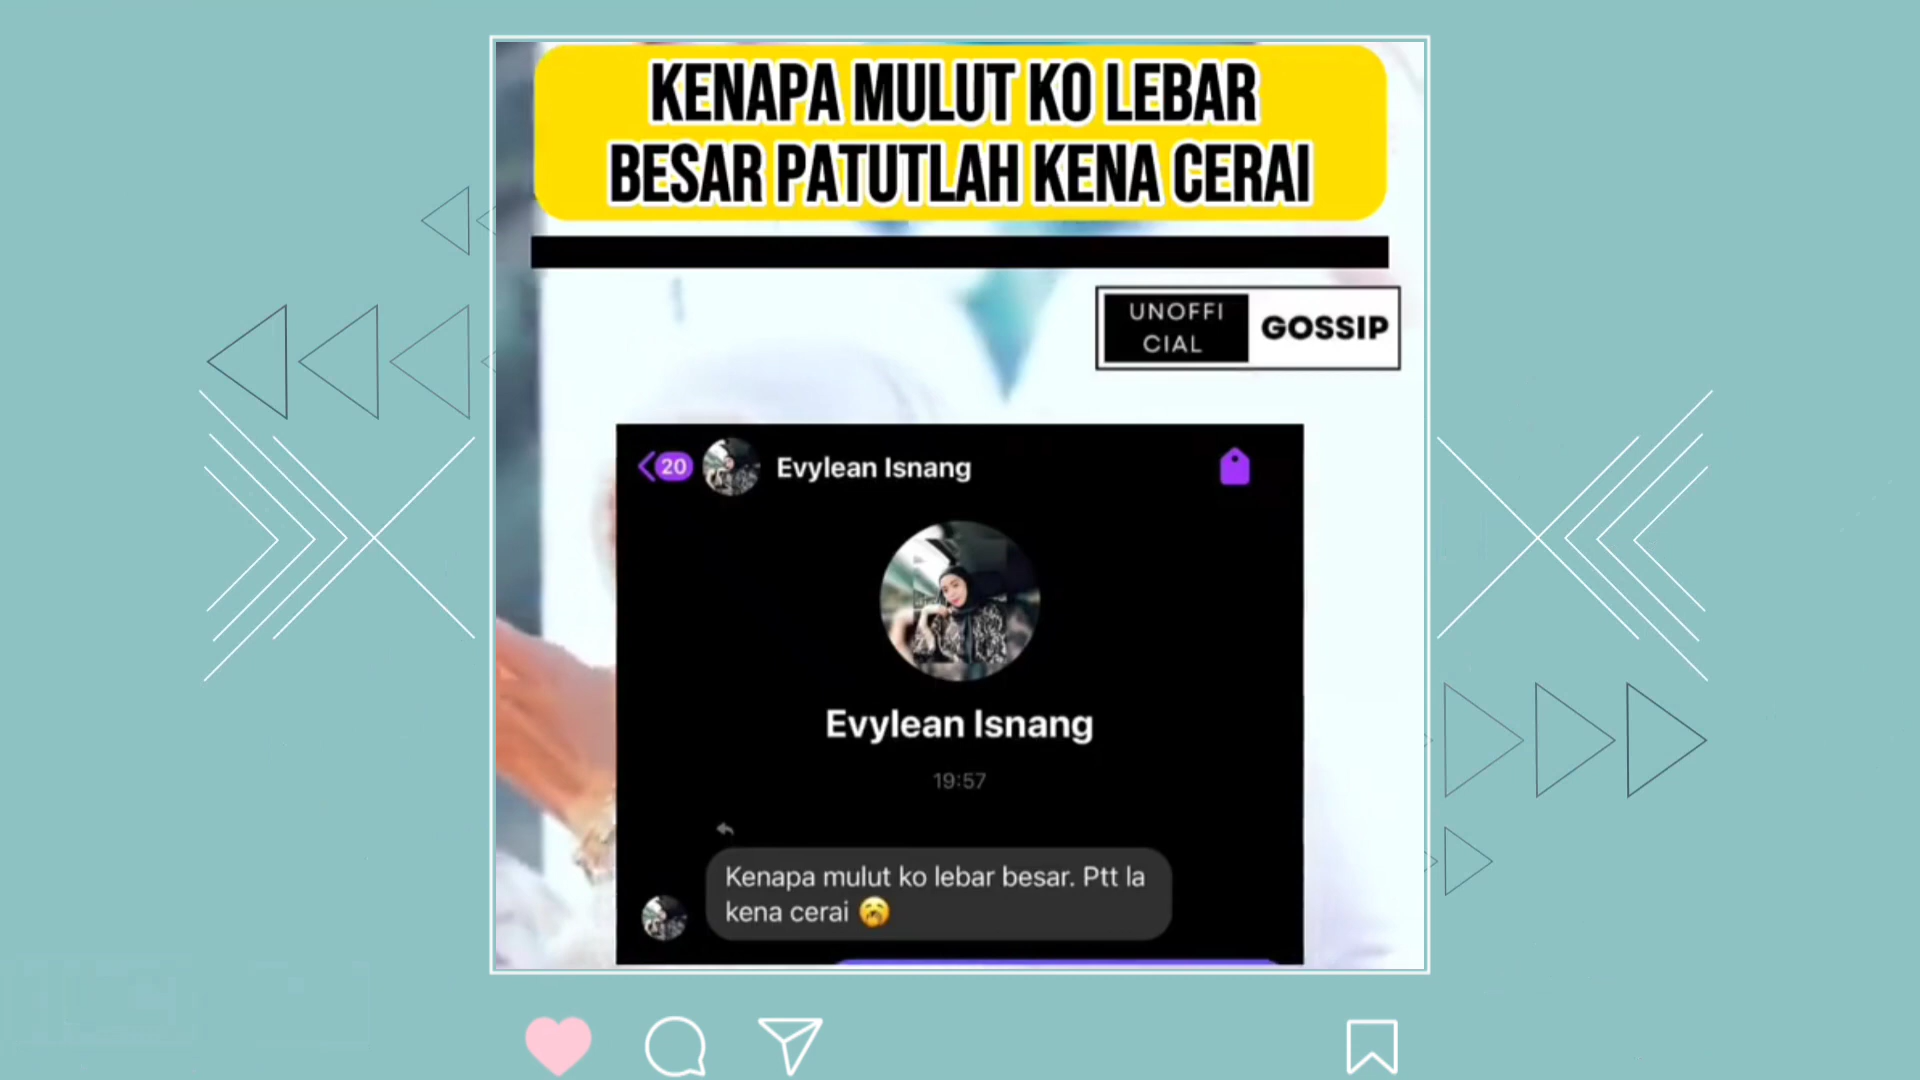 KENAPA MULUT KO LEBAR
BESAR PATUTLAH KENA CERAI
UNOFFI
CIAL
GOSSIP
20
Evylean Isnang
Evylean Isnang
19:57
Kenapa mulut ko lebar besar. Ptt la
kena cerai 😭